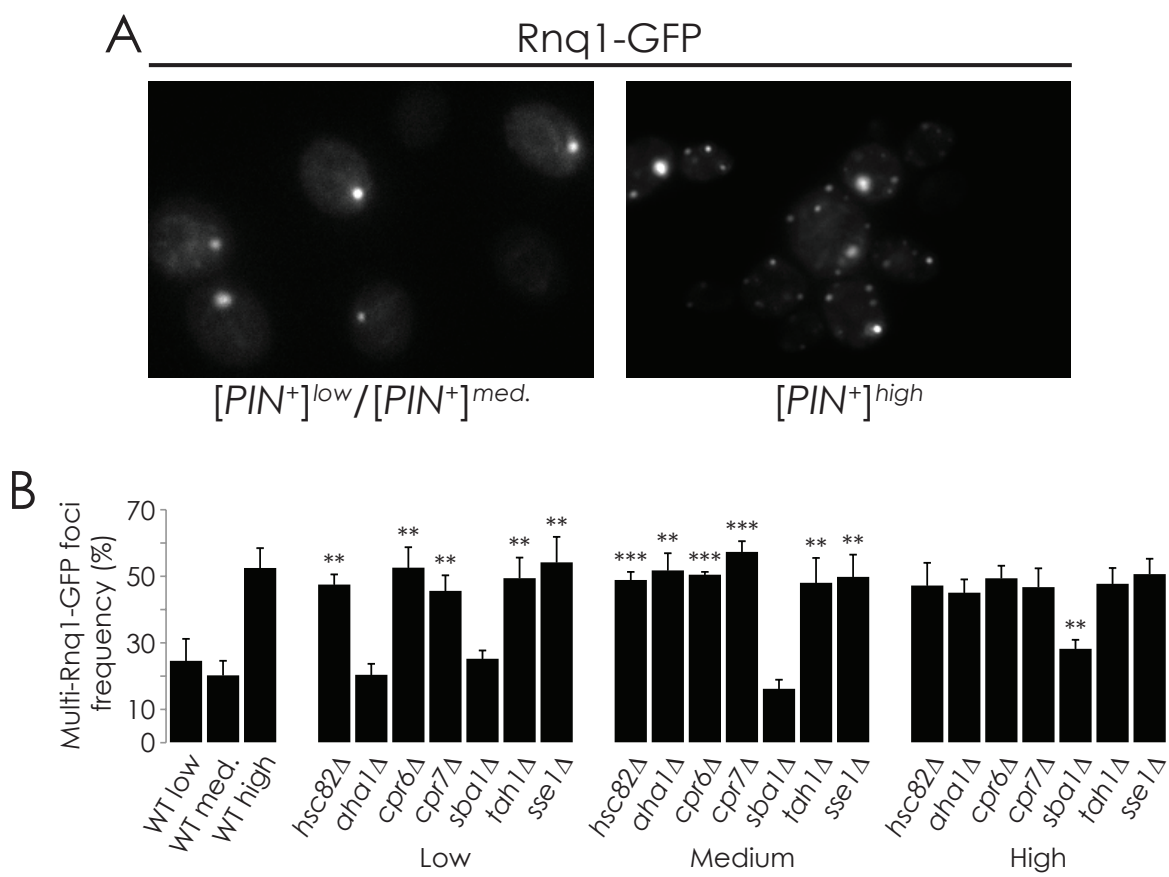 A
Rnq1-GFP
[PIN⁺]ˡᵒʷ/[PIN⁺]ᵐᵉᵈ·
[PIN⁺]ʰⁱᵍʰ
B
Multi-Rnq1-GFP foci
frequency (%)
70
50
30
10
0
** ** ** ** **
*** ** *** *** ** **
**
WT low
WT med.
WT high
hsc82Δ
aha1Δ
cpr6Δ
cpr7Δ
sba1Δ
tah1Δ
sse1Δ
Low
hsc82Δ
aha1Δ
cpr6Δ
cpr7Δ
sba1Δ
tah1Δ
sse1Δ
Medium
hsc82Δ
aha1Δ
cpr6Δ
cpr7Δ
sba1Δ
tah1Δ
sse1Δ
High